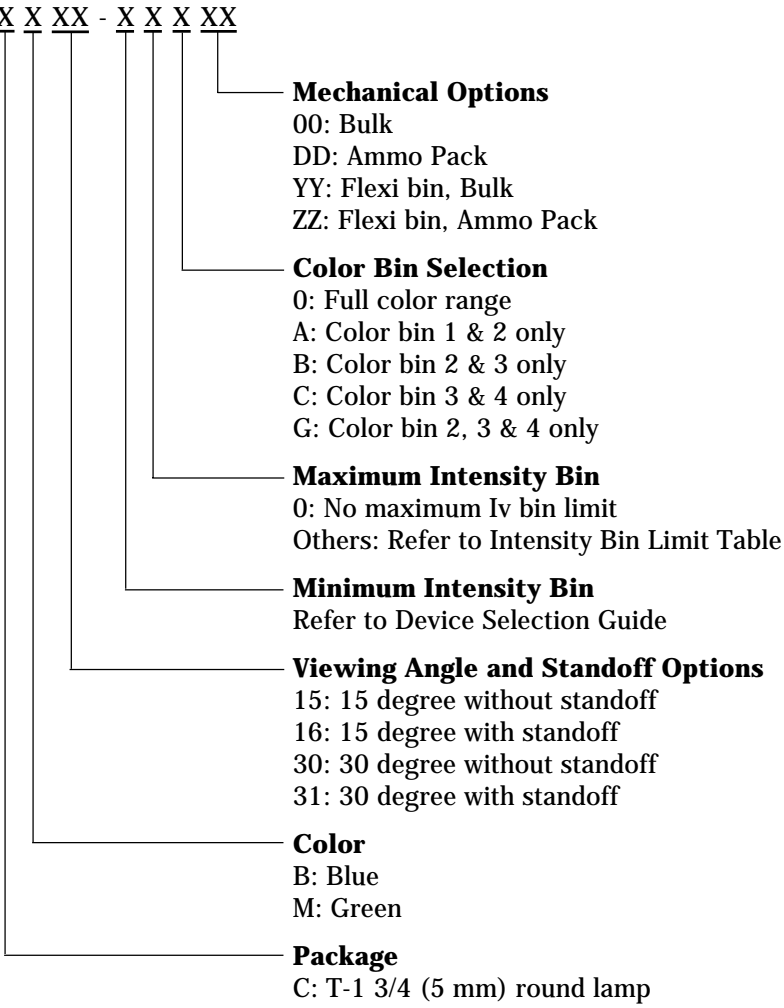 X X XX - X X X XX
Mechanical Options
00: Bulk
DD: Ammo Pack
YY: Flexi bin, Bulk
ZZ: Flexi bin, Ammo Pack
Color Bin Selection
0: Full color range
A: Color bin 1 & 2 only
B: Color bin 2 & 3 only
C: Color bin 3 & 4 only
G: Color bin 2, 3 & 4 only
Maximum Intensity Bin
0: No maximum Iv bin limit
Others: Refer to Intensity Bin Limit Table
Minimum Intensity Bin
Refer to Device Selection Guide
Viewing Angle and Standoff Options
15: 15 degree without standoff
16: 15 degree with standoff
30: 30 degree without standoff
31: 30 degree with standoff
Color
B: Blue
M: Green
Package
C: T-1 3/4 (5 mm) round lamp